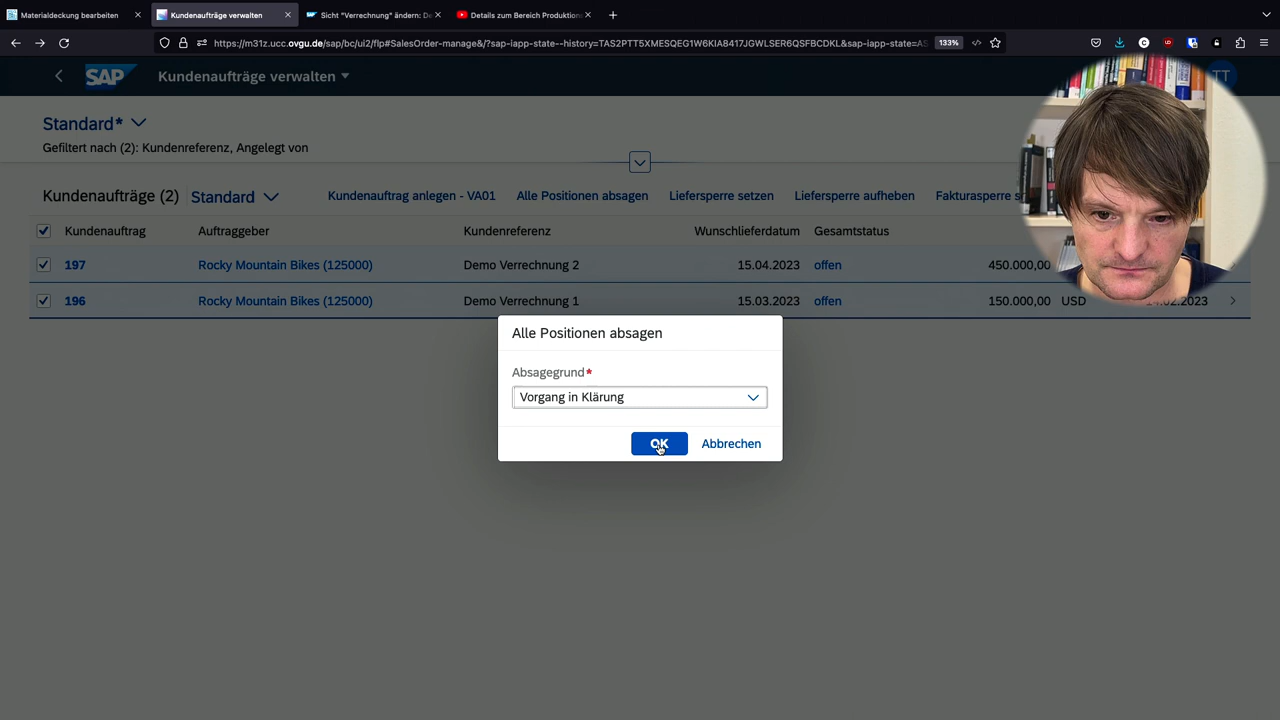 Materialdeckung bearbeiten
Kundenaufträge verwalten
Sicht "Verrechnung" ändern: De
Details zum Bereich Produktion
https://m31z.ucc.ovgu.de/sap/bc/ui2/flp#SalesOrder-manage&/?sap-iapp-state--history=TAS2PTT5XMESQEG1W6KIA8417JGWLSER6QSFBCDKL&sap-iapp-state=AS
133%
SAP
Kundenaufträge verwalten
TT
Standard*
Gefiltert nach (2): Kundenreferenz, Angelegt von
Kundenaufträge (2) Standard Kundenauftrag anlegen - VA01 Alle Positionen absagen Liefersperre setzen Liefersperre aufheben Fakturasperre
Kundenauftrag Auftraggeber Kundenreferenz Wunschlieferdatum Gesamtstatus
197 Rocky Mountain Bikes (125000) Demo Verrechnung 2 15.04.2023 offen 450.000,00
196 Rocky Mountain Bikes (125000) Demo Verrechnung 1 15.03.2023 offen 150.000,00 USD 14.02.2023
Alle Positionen absagen
Absagegrund*
Vorgang in Klärung
OK
Abbrechen